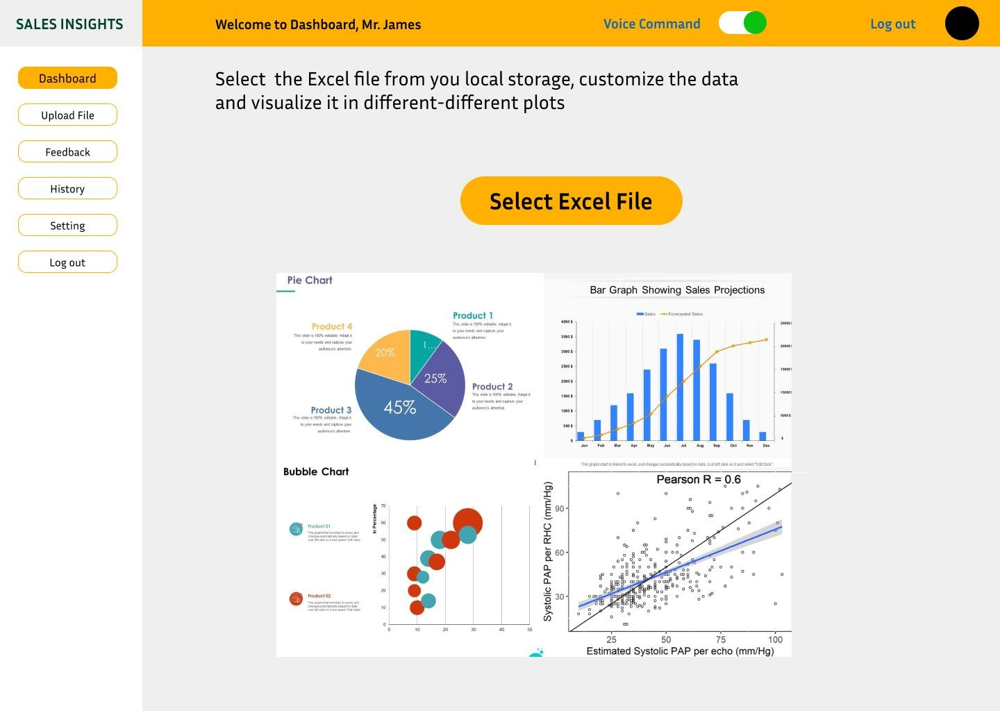 SALES INSIGHTS
Welcome to Dashboard, Mr. James
Voice Command
Log out
Dashboard
Upload File
Feedback
History
Setting
Log out
Select  the Excel file from you local storage, customize the data
and visualize it in different-different plots
Select Excel File
Pie Chart
Product 1
This slide is 100% editable. Adapt it
to your needs and capture your
audience's attention.
Product 4
This slide is 100% editable. Adapt it
to your needs and capture your
audience's attention.
20%
1...
25%
45%
Product 2
This slide is 100% editable. Adapt it
to your needs and capture your
audience's attention.
Product 3
This slide is 100% editable. Adapt it
to your needs and capture your
audience's attention.
Bar Graph Showing Sales Projections
Sales
Forecasted Sales
4000 $
3500 $
3000 $
2500 $
2000 $
1500 $
1000 $
500 $
$
25000
20000
15000
10000
5000 $
$
Jan Feb Mar Apr May Jun Jul Aug Sep Oct Nov Dec
This graph/chart is linked to excel, and changes automatically based on data. Just left click on it and select "Edit Data".
Bubble Chart
Product 01
This graph/chart is linked to excel, and
changes automatically based on data.
Just left click on it and select "Edit Data".
Product 02
This graph/chart is linked to excel, and
changes automatically based on data.
Just left click on it and select "Edit Data".
In Percentage
70
60
50
40
30
20
10
0
0 10 20 30 40 50
Pearson R = 0.6
Systolic PAP per RHC (mm/Hg)
90
60
30
25 50 75 100
Estimated Systolic PAP per echo (mm/Hg)